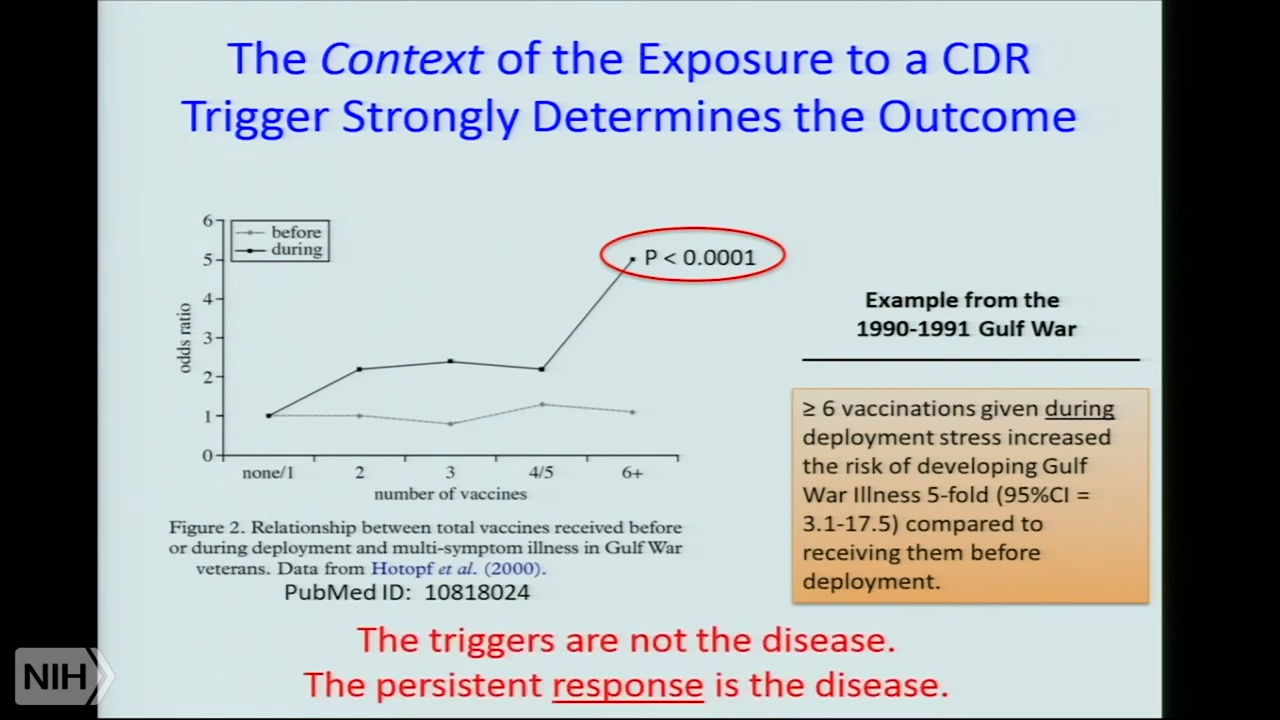 The Context of the Exposure to a CDR
Trigger Strongly Determines the Outcome
6
5
4
3
2
1
0
odds ratio
before
during
P < 0.0001
none/1 2 3 4/5 6+
number of vaccines
Figure 2. Relationship between total vaccines received before
or during deployment and multi-symptom illness in Gulf War
veterans. Data from Hotopf et al. (2000).
PubMed ID: 10818024
Example from the
1990-1991 Gulf War
≥ 6 vaccinations given during
deployment stress increased
the risk of developing Gulf
War Illness 5-fold (95%CI =
3.1-17.5) compared to
receiving them before
deployment.
The triggers are not the disease.
The persistent response is the disease.
NIH